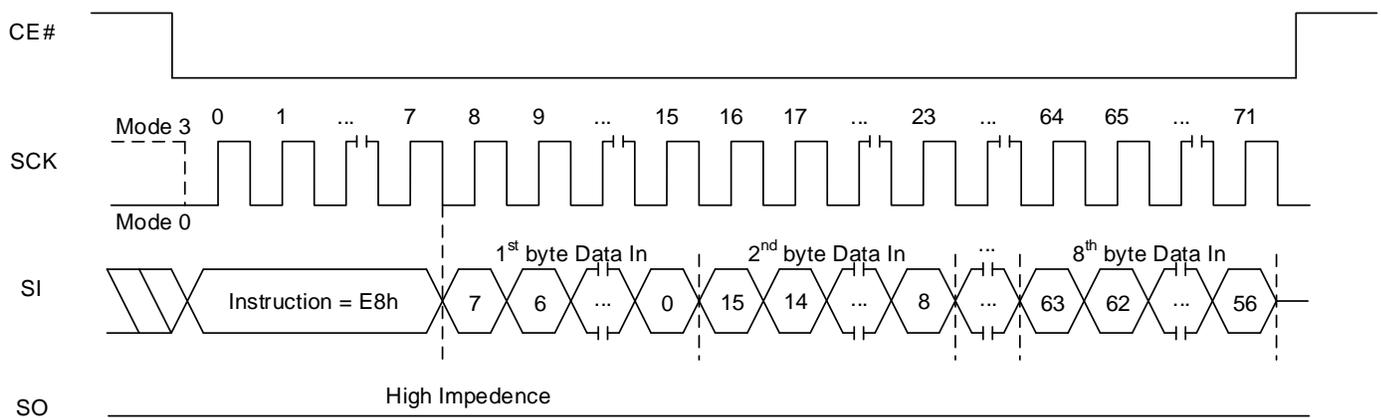 CE#
0 1 ... 7 8 9 ... 15 16 17 ... 23 ... 64 65 ... 71
Mode 3
SCK
Mode 0
1st byte Data In 2nd byte Data In ... 8th byte Data In
SI
Instruction = E8h 7 6 ... 0 15 14 ... 8 ... 63 62 ... 56
High Impedence
SO